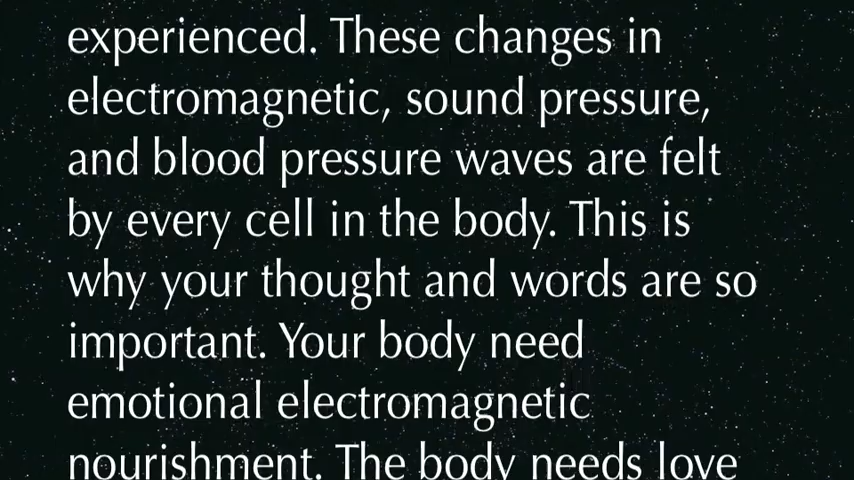 experienced. These changes in
electromagnetic, sound pressure,
and blood pressure waves are felt
by every cell in the body. This is
why your thought and words are so
important. Your body need
emotional electromagnetic
nourishment. The body needs love